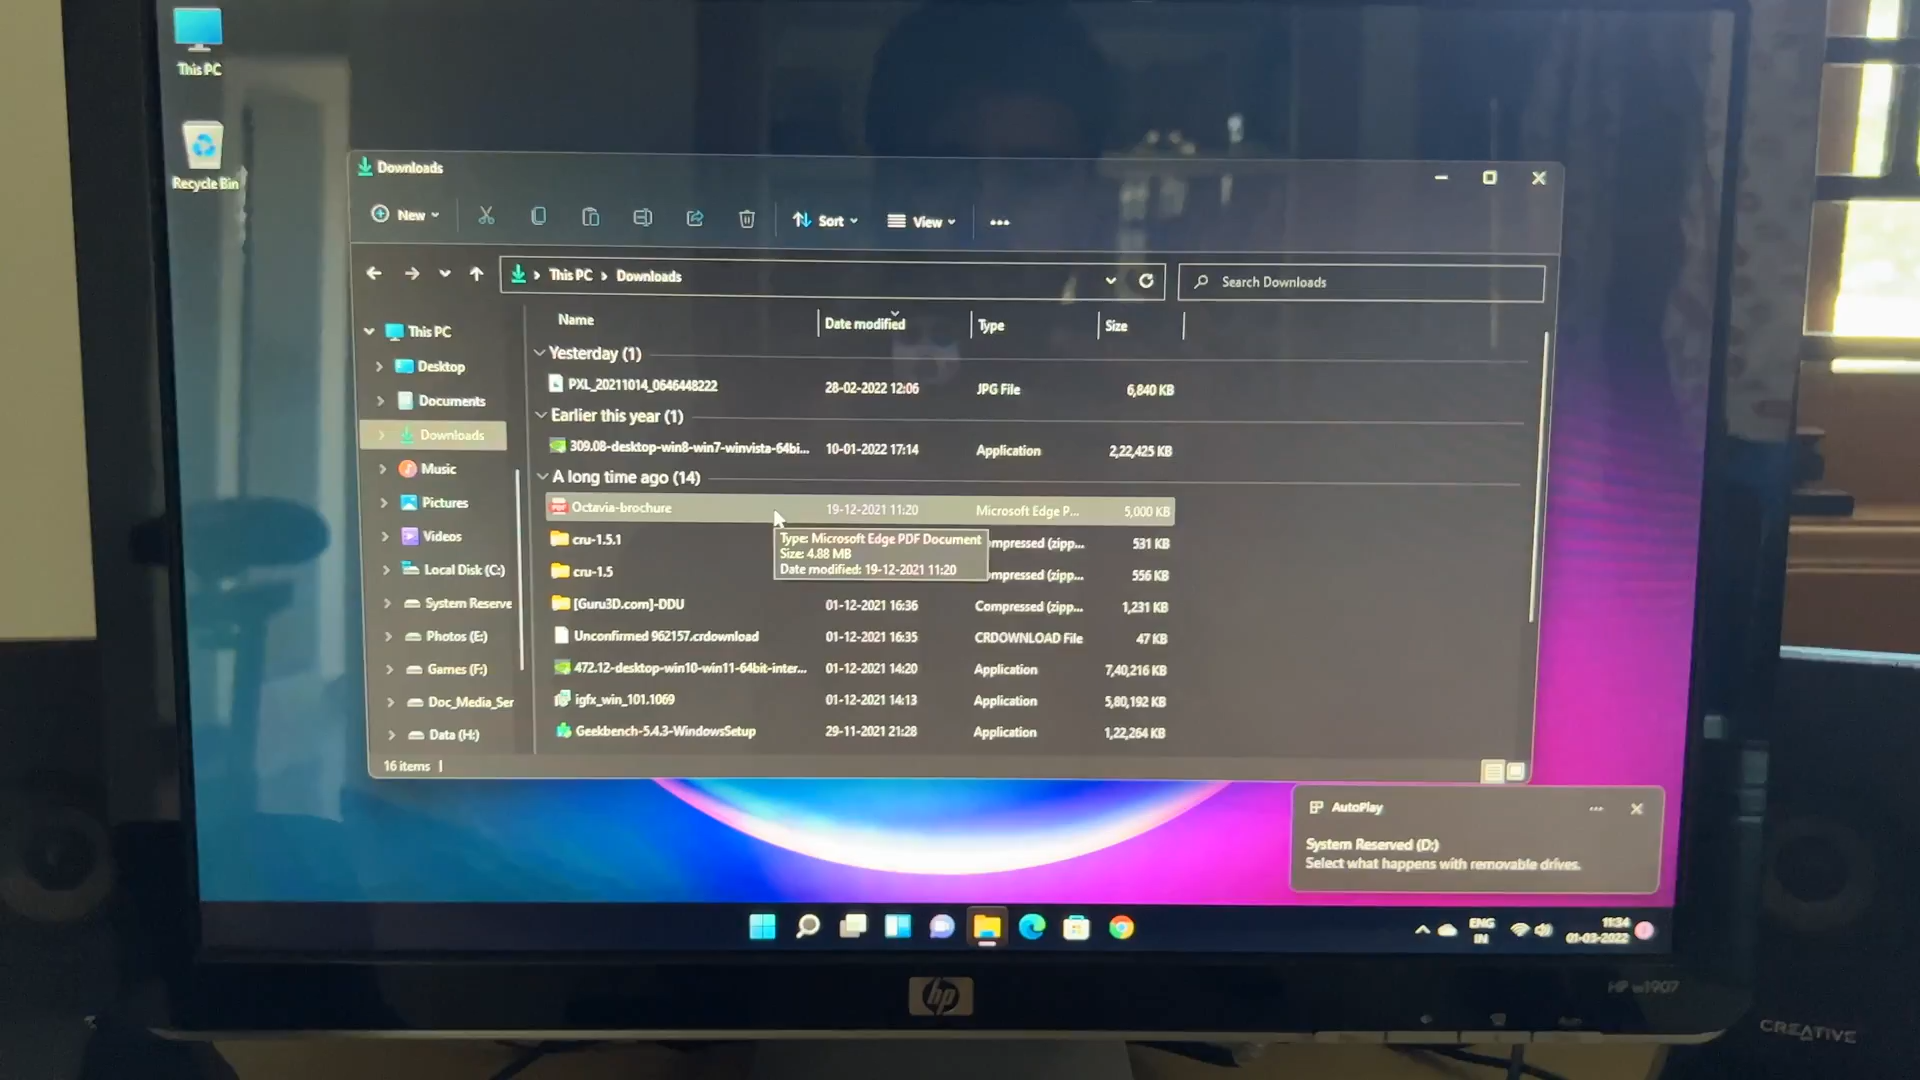 This PC
Recycle Bin
Downloads
New
Sort
View
This PC > Downloads
Search Downloads
This PC
Desktop
Documents
Downloads
Music
Pictures
Videos
Local Disk (C:)
System Reserve
Photos (E:)
Games (F:)
Doc_Media_Ser
Data (H:)
Name Date modified Type Size
Yesterday (1)
PXL_20211014_0646448222 28-02-2022 12:06 JPG File 6,840 KB
Earlier this year (1)
309.08-desktop-win8-win7-winvista-64bi... 10-01-2022 17:14 Application 2,22,425 KB
A long time ago (14)
Octavia-brochure 19-12-2021 11:20 Microsoft Edge P... 5,000 KB
cru-1.5.1 ompressed (zipp... 531 KB
cru-1.5 ompressed (zipp... 556 KB
Type: Microsoft Edge PDF Document
Size: 4.88 MB
Date modified: 19-12-2021 11:20
[Guru3D.com]-DDU 01-12-2021 16:36 Compressed (zipp... 1,231 KB
Unconfirmed 962157.crdownload 01-12-2021 16:35 CRDOWNLOAD File 47 KB
472.12-desktop-win10-win11-64bit-inter... 01-12-2021 14:20 Application 7,40,216 KB
igfx_win_101.1069 01-12-2021 14:13 Application 5,80,192 KB
Geekbench-5.4.3-WindowsSetup 29-11-2021 21:28 Application 1,22,264 KB
16 items
AutoPlay
System Reserved (D:)
Select what happens with removable drives.
ENG
IN
11:34
01-03-2022
hp
HP w1907
CREATIVE